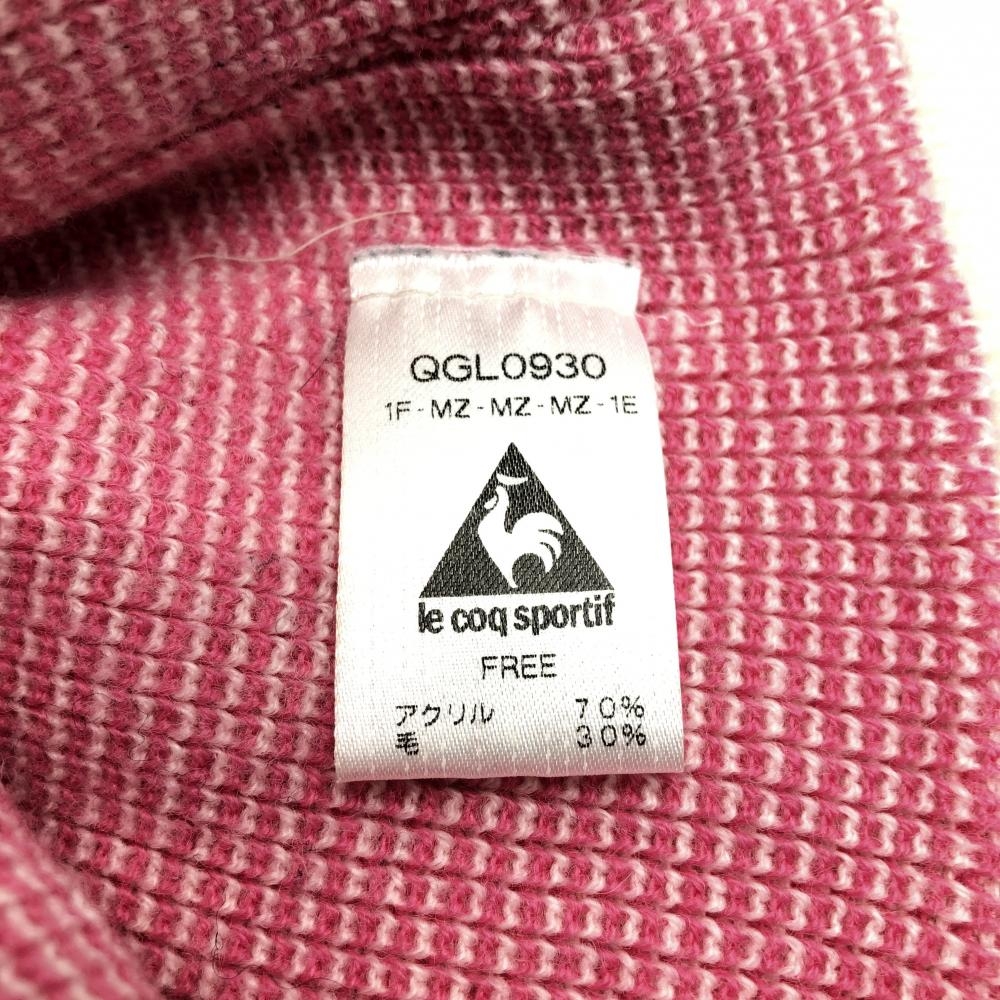 QGL0930
1F-MZ-MZ-MZ-1E
le coq sportif
FREE
アクリル 70%
毛 30%